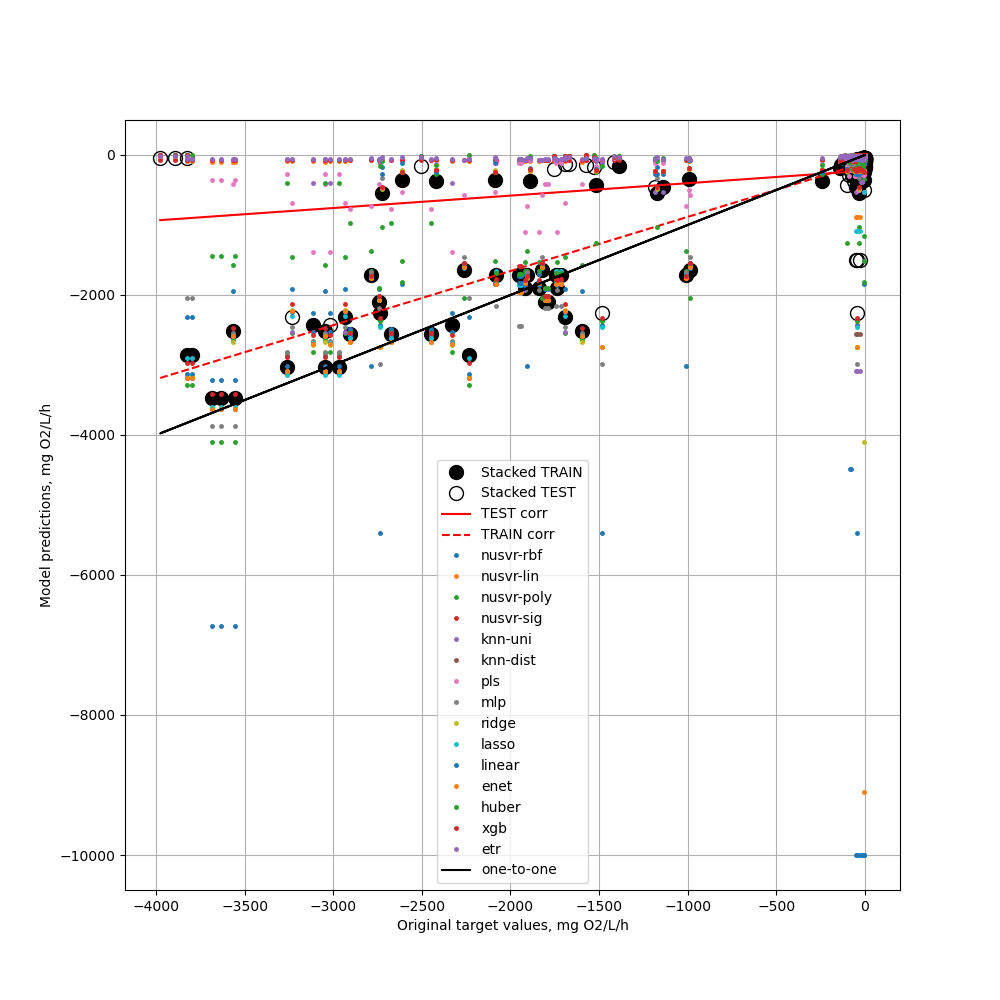 0
−2000
−4000
−6000
−8000
−10000
Model predictions, mg O2/L/h
Stacked TRAIN
Stacked TEST
TEST corr
TRAIN corr
nusvr-rbf
nusvr-lin
nusvr-poly
nusvr-sig
knn-uni
knn-dist
pls
mlp
ridge
lasso
linear
enet
huber
xgb
etr
one-to-one
−4000 −3500 −3000 −2500 −2000 −1500 −1000 −500 0
Original target values, mg O2/L/h